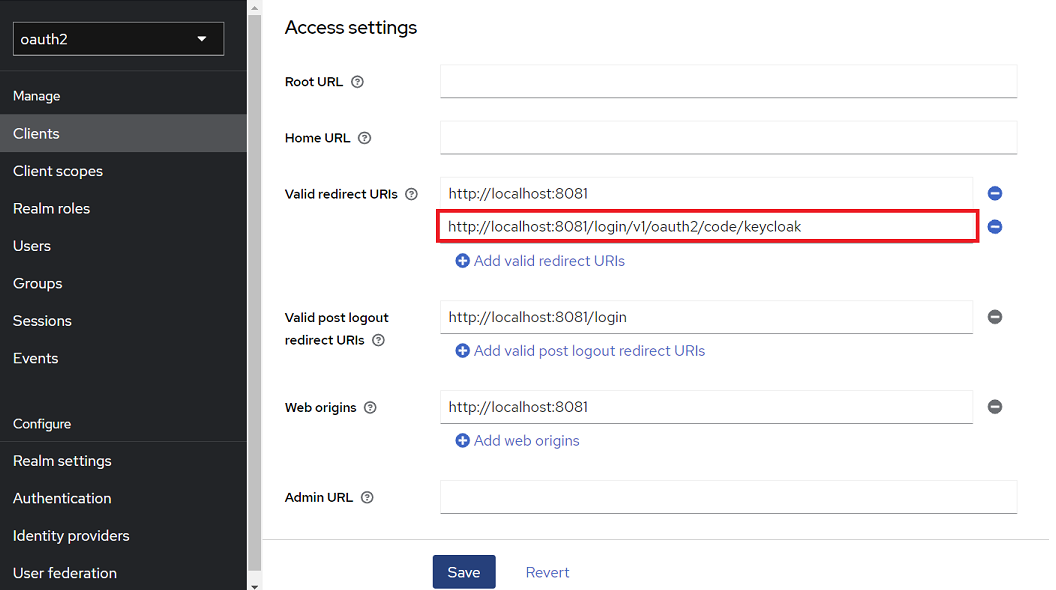 oauth2
Manage
Clients
Client scopes
Realm roles
Users
Groups
Sessions
Events
Configure
Realm settings
Authentication
Identity providers
User federation
Access settings
Root URL
Home URL
Valid redirect URIs
http://localhost:8081
http://localhost:8081/login/v1/oauth2/code/keycloak
Add valid redirect URIs
Valid post logout
redirect URIs
http://localhost:8081/login
Add valid post logout redirect URIs
Web origins
http://localhost:8081
Add web origins
Admin URL
Save
Revert